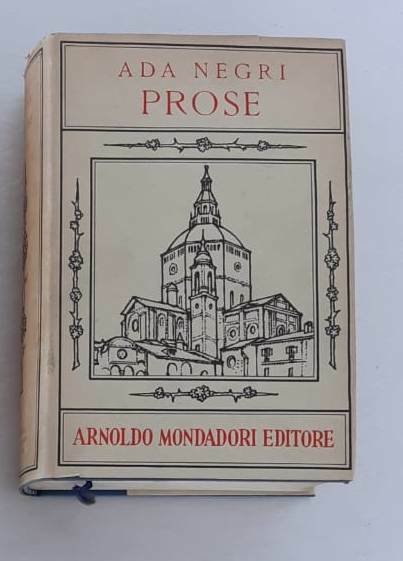 ADA NEGRI
PROSE
ARNOLDO MONDADORI EDITORE